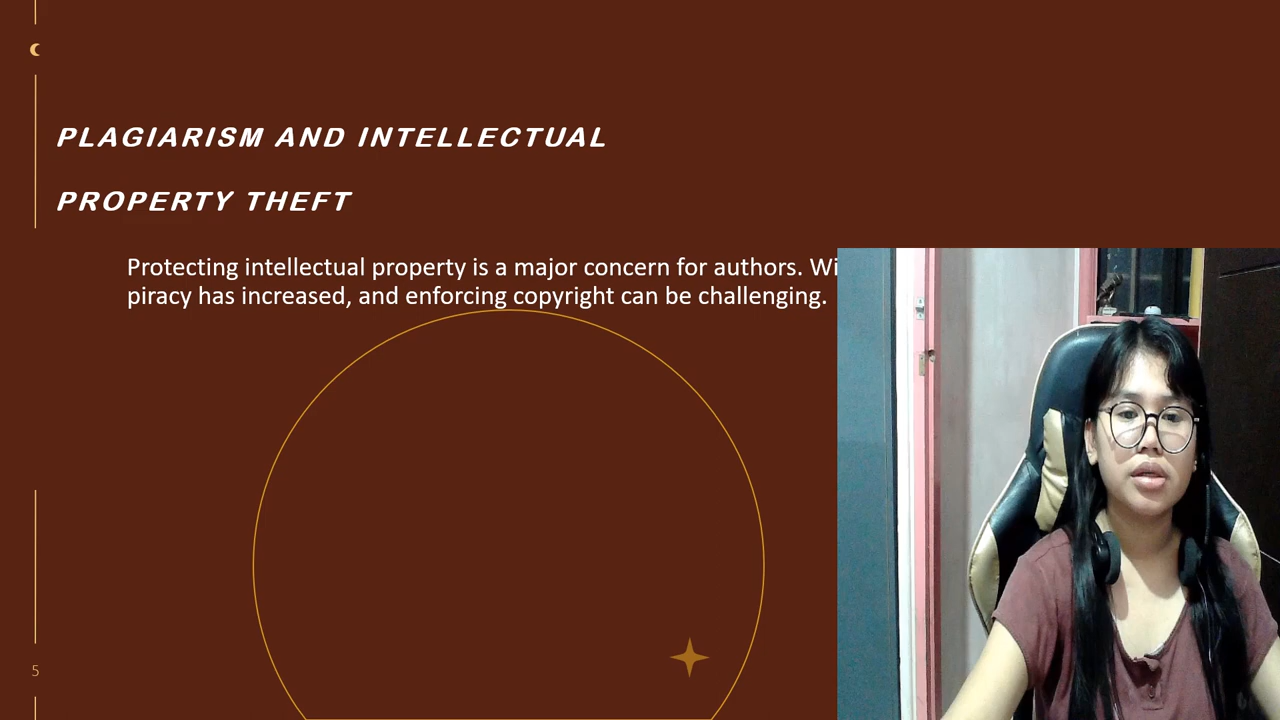 PLAGIARISM AND INTELLECTUAL
PROPERTY THEFT
Protecting intellectual property is a major concern for authors. Wi
piracy has increased, and enforcing copyright can be challenging.
5